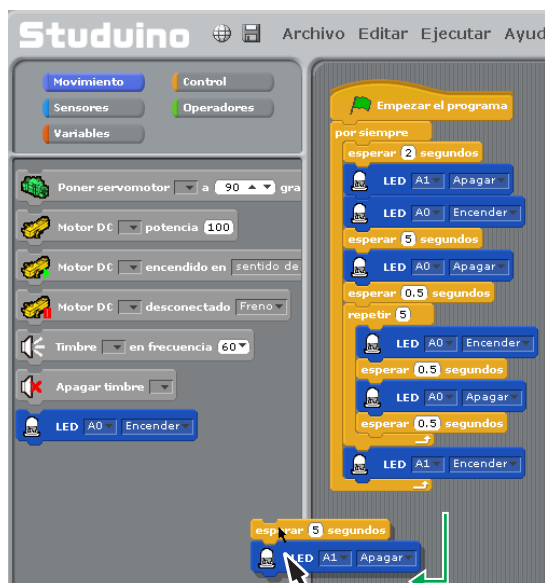 Studuino Archivo Editar Ejecutar Ayud
Movimiento Control
Sensores Operadores
Variables
Poner servomotor a 90 gra
Motor DC potencia 100
Motor DC encendido en sentido de
Motor DC desconectado Freno
Timbre en frecuencia 60
Apagar timbre
LED A0 Encender
Empezar el programa
por siempre
esperar 2 segundos
LED A1 Apagar
LED A0 Encender
esperar 5 segundos
LED A0 Apagar
esperar 0.5 segundos
repetir 5
LED A0 Encender
esperar 0.5 segundos
LED A0 Apagar
esperar 0.5 segundos
LED A1 Encender
esperar 5 segundos
LED A1 Apagar